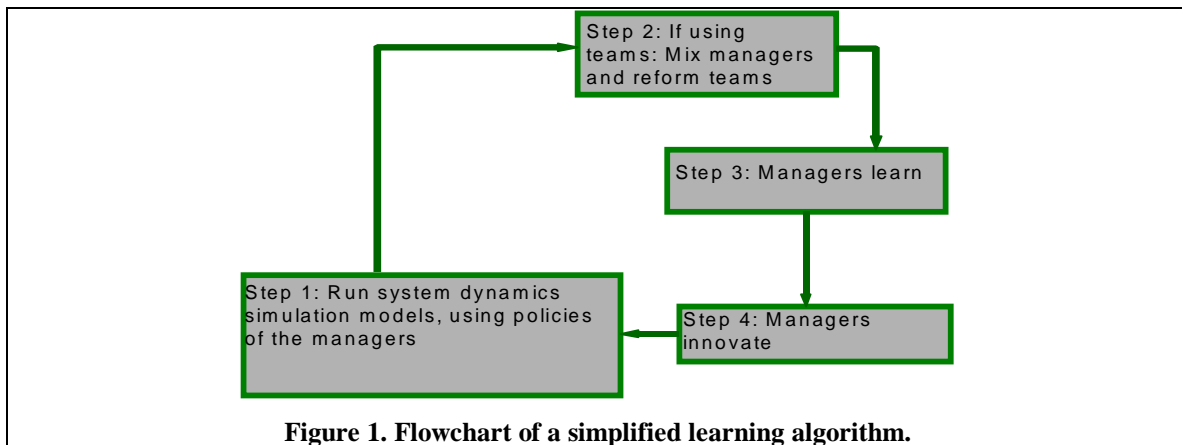 Step 2: If using
teams: Mix managers
and reform teams
Step 3: Managers learn
Step 1: Run system dynamics
simulation models, using policies
of the managers
Step 4: Managers
innovate
Figure 1. Flowchart of a simplified learning algorithm.